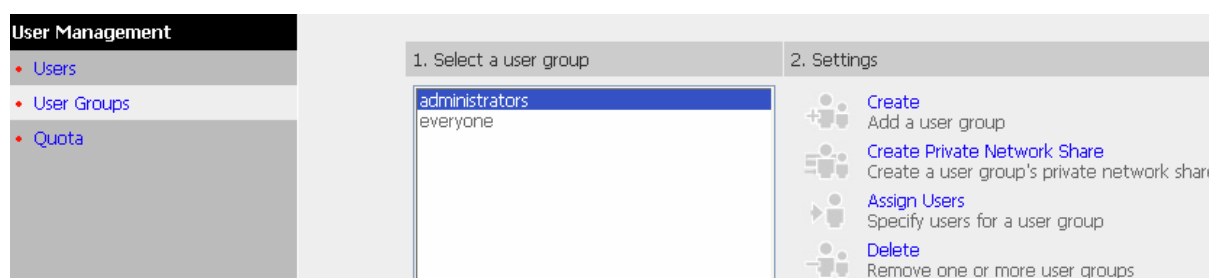 User Management
Users
User Groups
Quota
1. Select a user group
administrators
everyone
2. Settings
Create
Add a user group
Create Private Network Share
Create a user group's private network share
Assign Users
Specify users for a user group
Delete
Remove one or more user groups